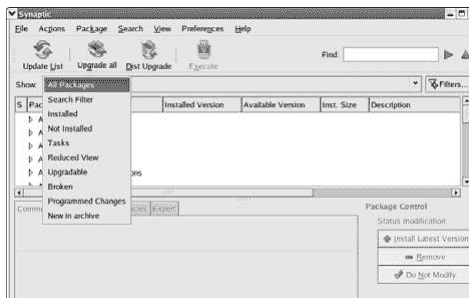 Synaptic
File Actions Package Search View Preferences Help
Update List Upgrade all Dist Upgrade Execute
Find:
Show: All Packages Filters...
S Pac Installed Version Available Version Inst. Size Description
Search Filter
Installed
Not Installed
Tasks
Reduced View
Upgradable
Broken
Programmed Changes
New in archive
Expert
Package Control
Status modification:
Install Latest Version
Remove
Do Not Modify